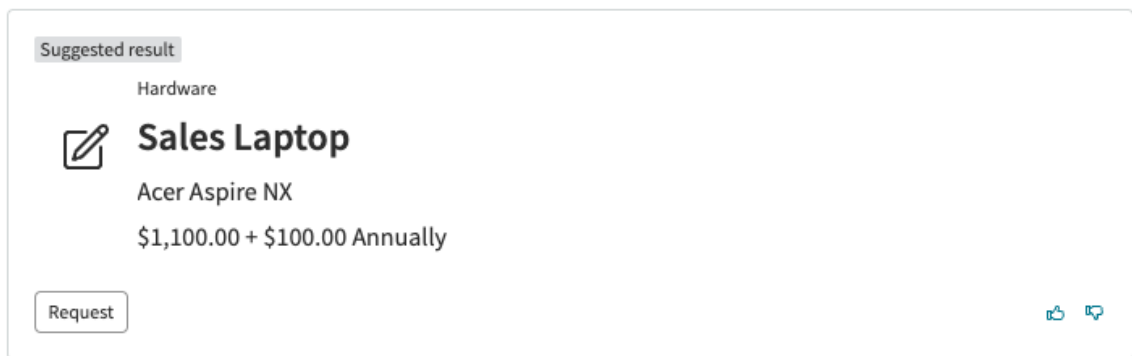 Suggested result
Hardware
Sales Laptop
Acer Aspire NX
$1,100.00 + $100.00 Annually
Request